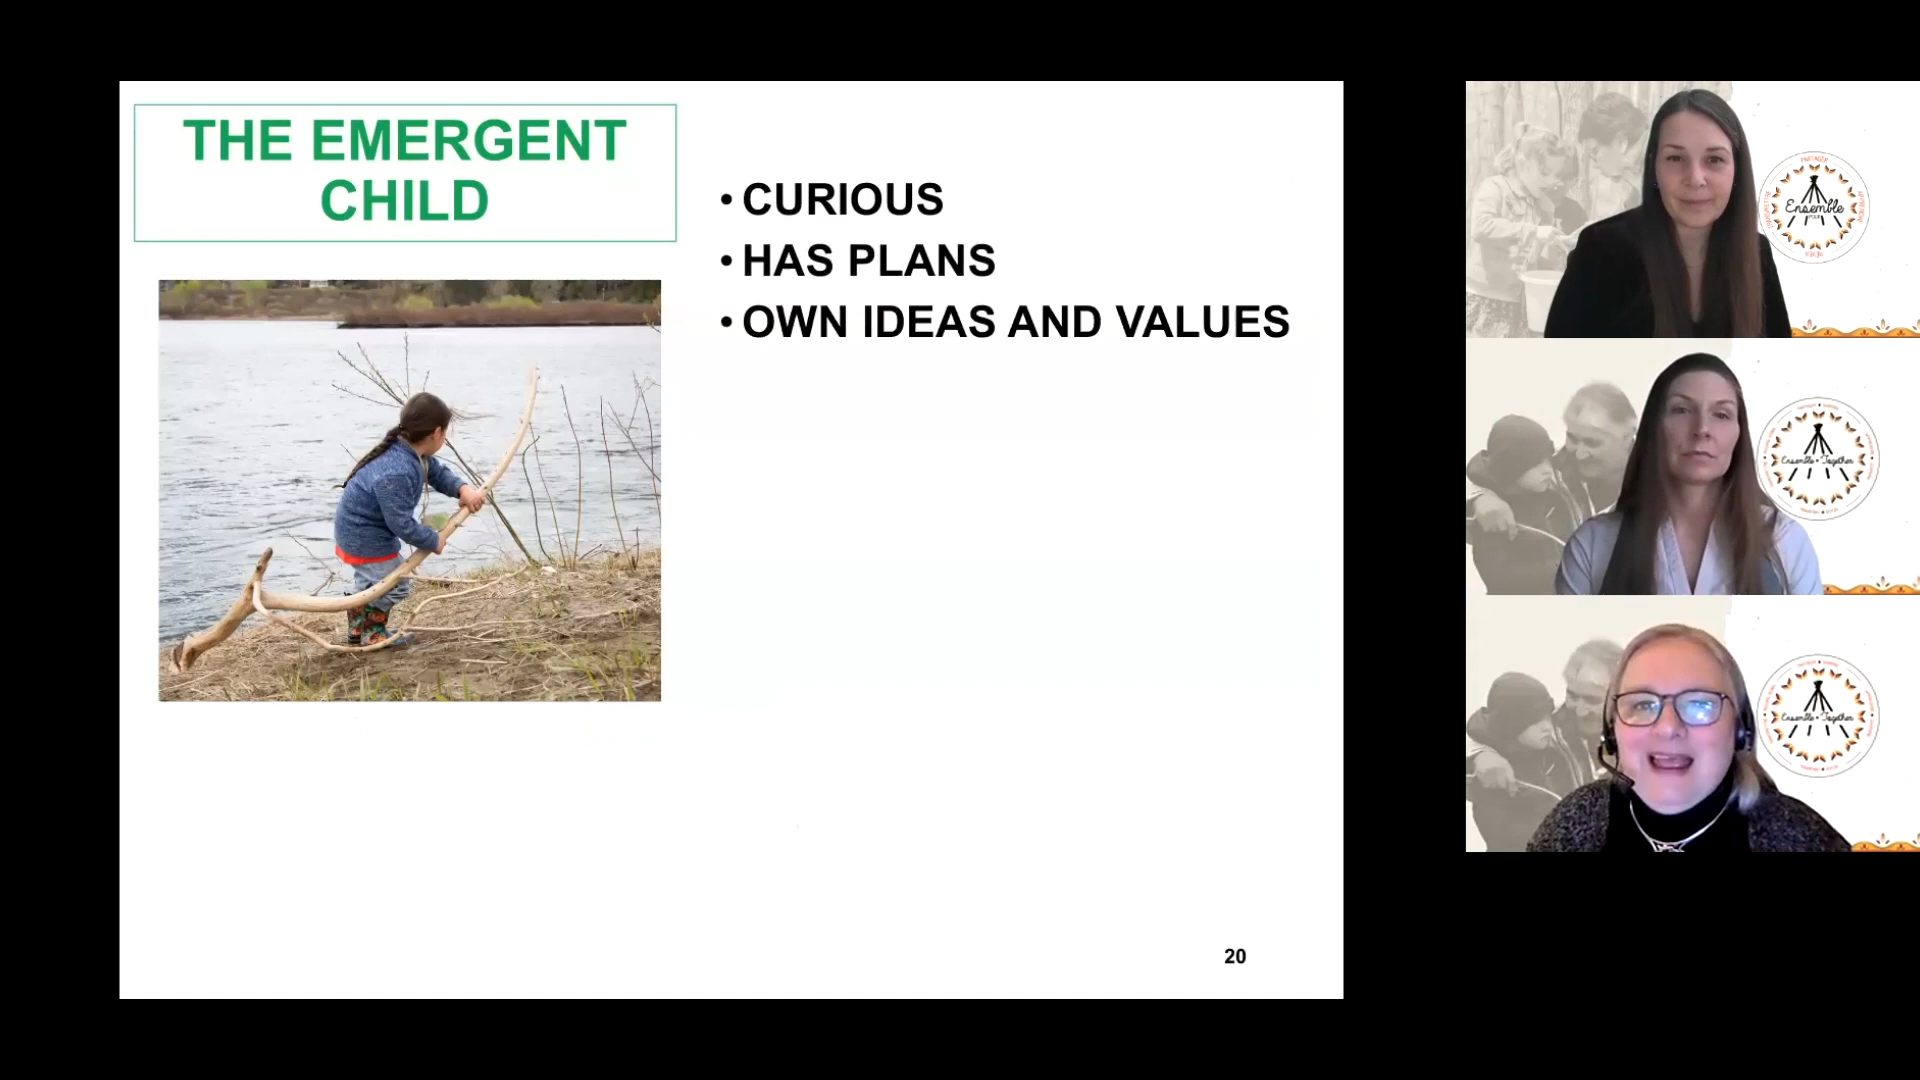 THE EMERGENT
CHILD
• CURIOUS
• HAS PLANS
• OWN IDEAS AND VALUES
20
Ensemble
Ensemble • Together
Ensemble • Together